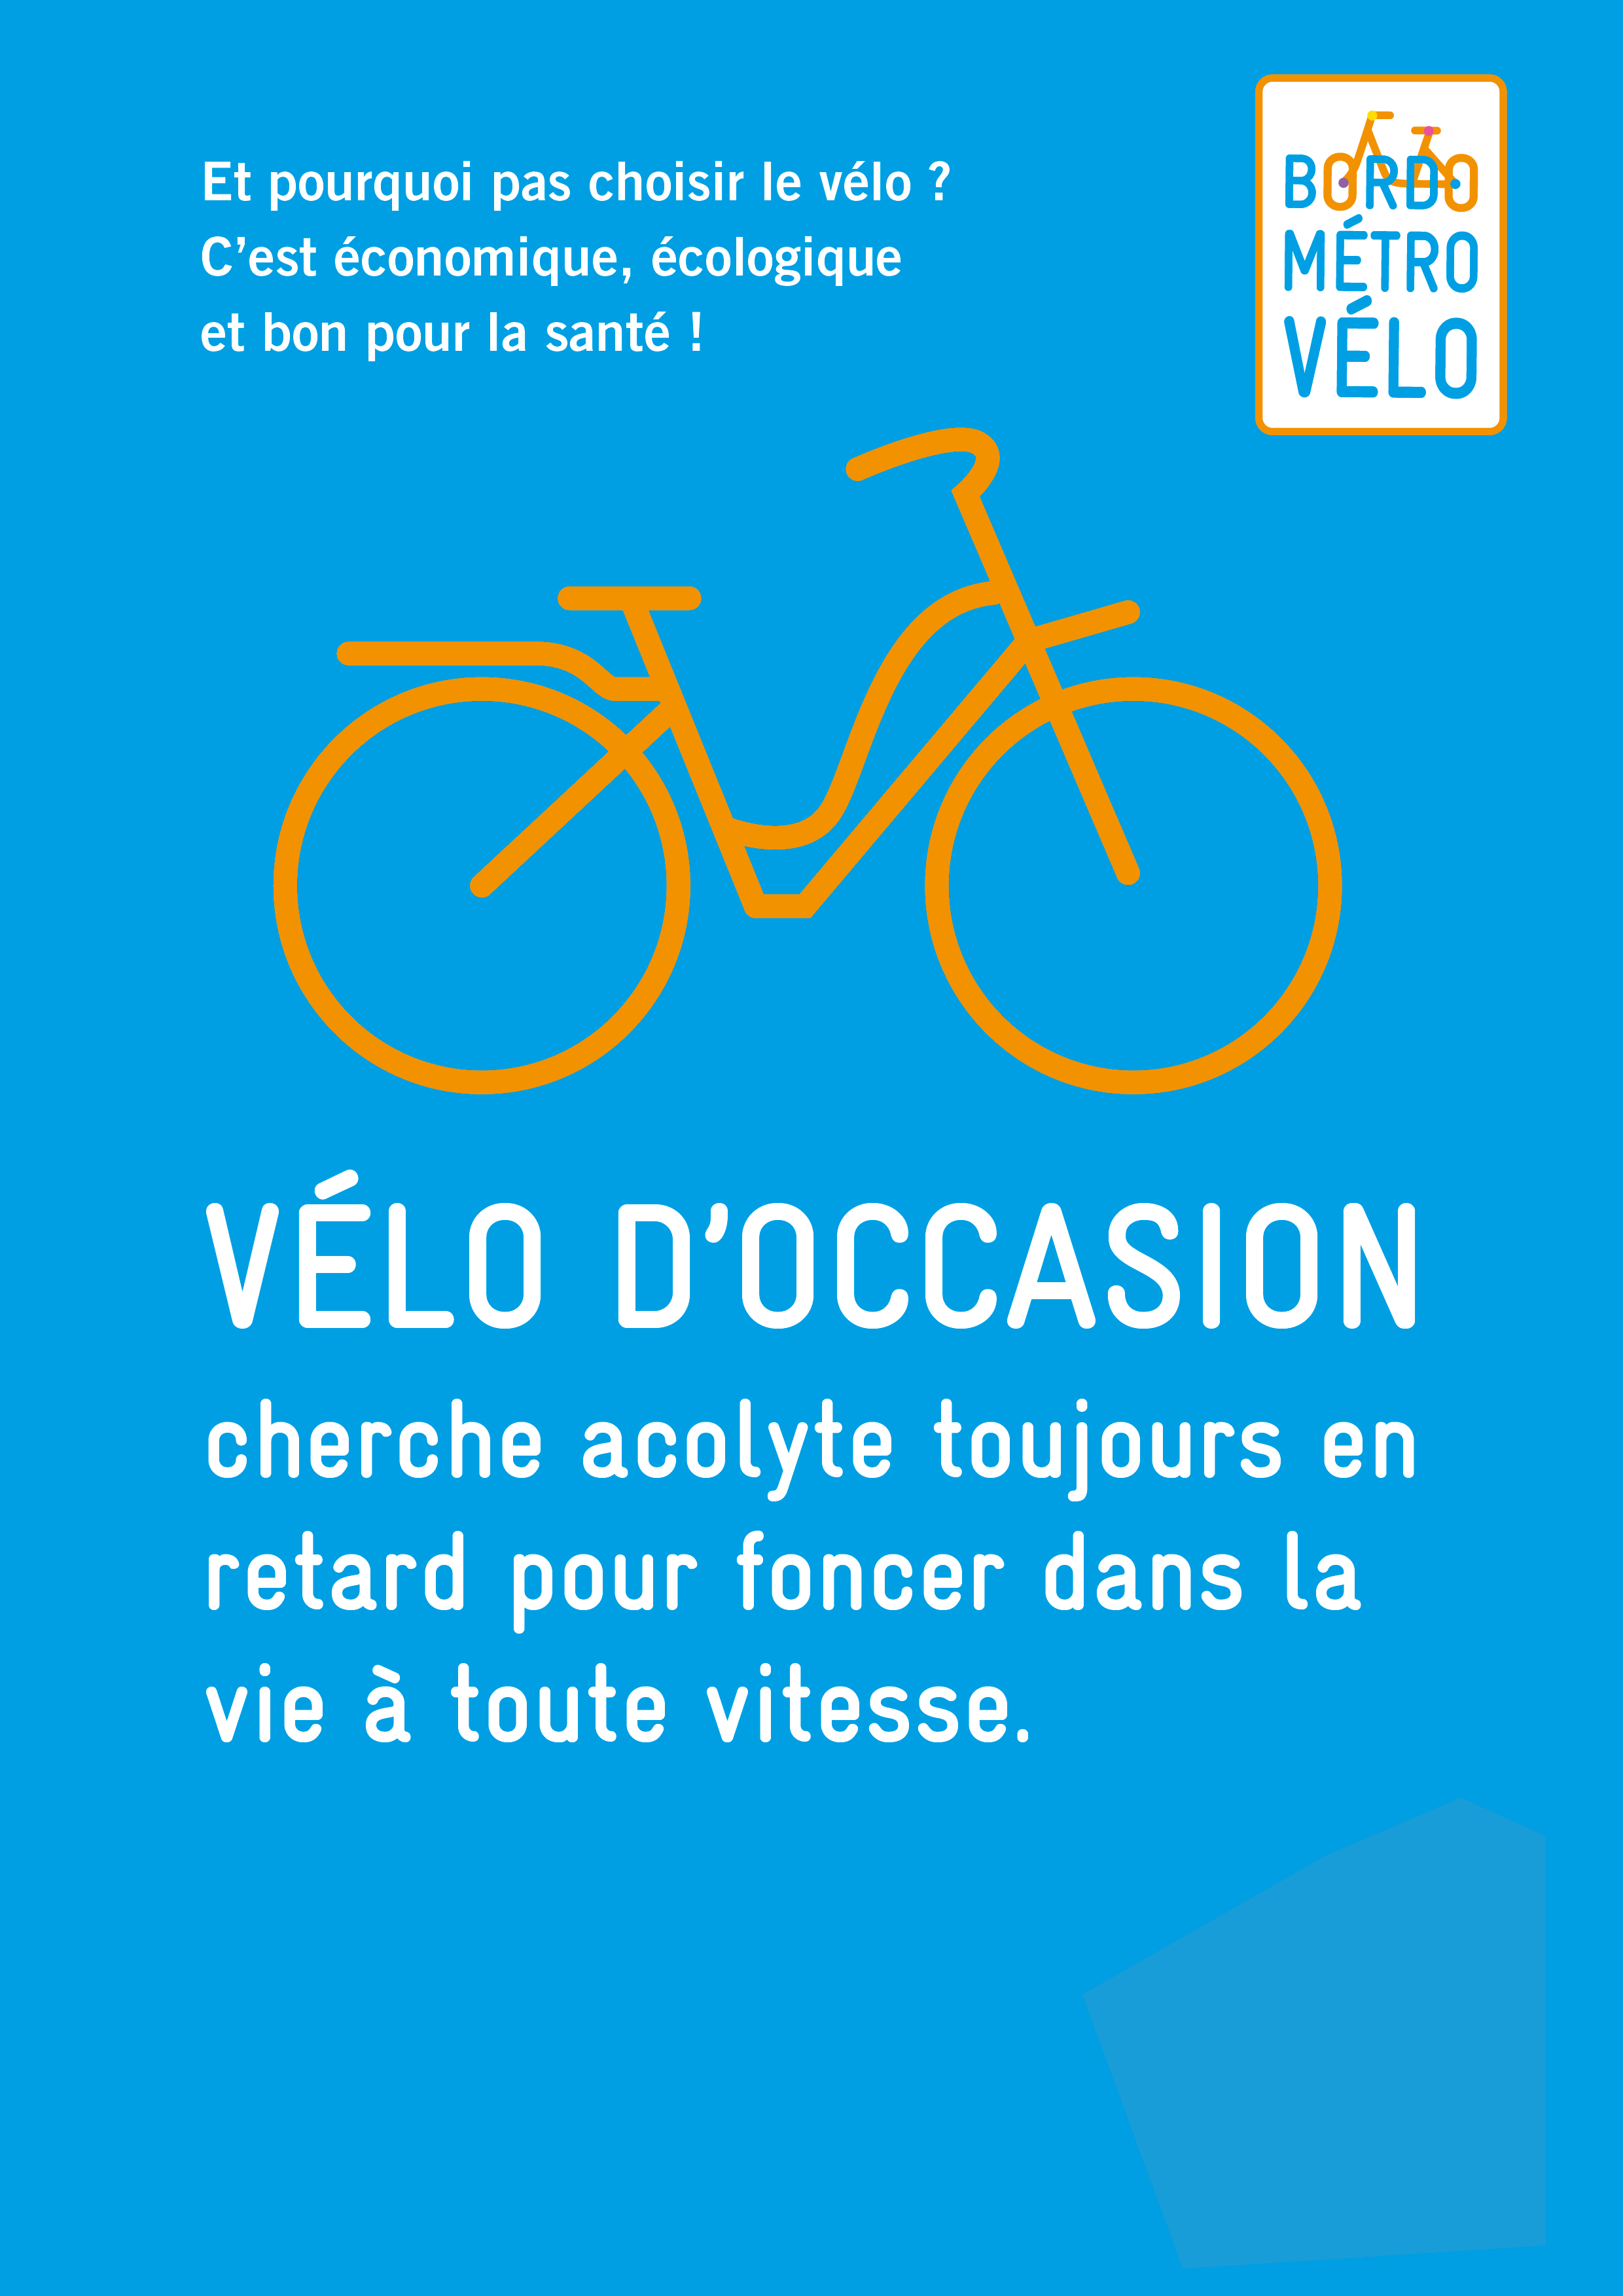 Et pourquoi pas choisir le vélo ?
C’est économique, écologique
et bon pour la santé !
BORDO
MÉTRO
VÉLO
VÉLO D’OCCASION
cherche acolyte toujours en
retard pour foncer dans la
vie à toute vitesse.